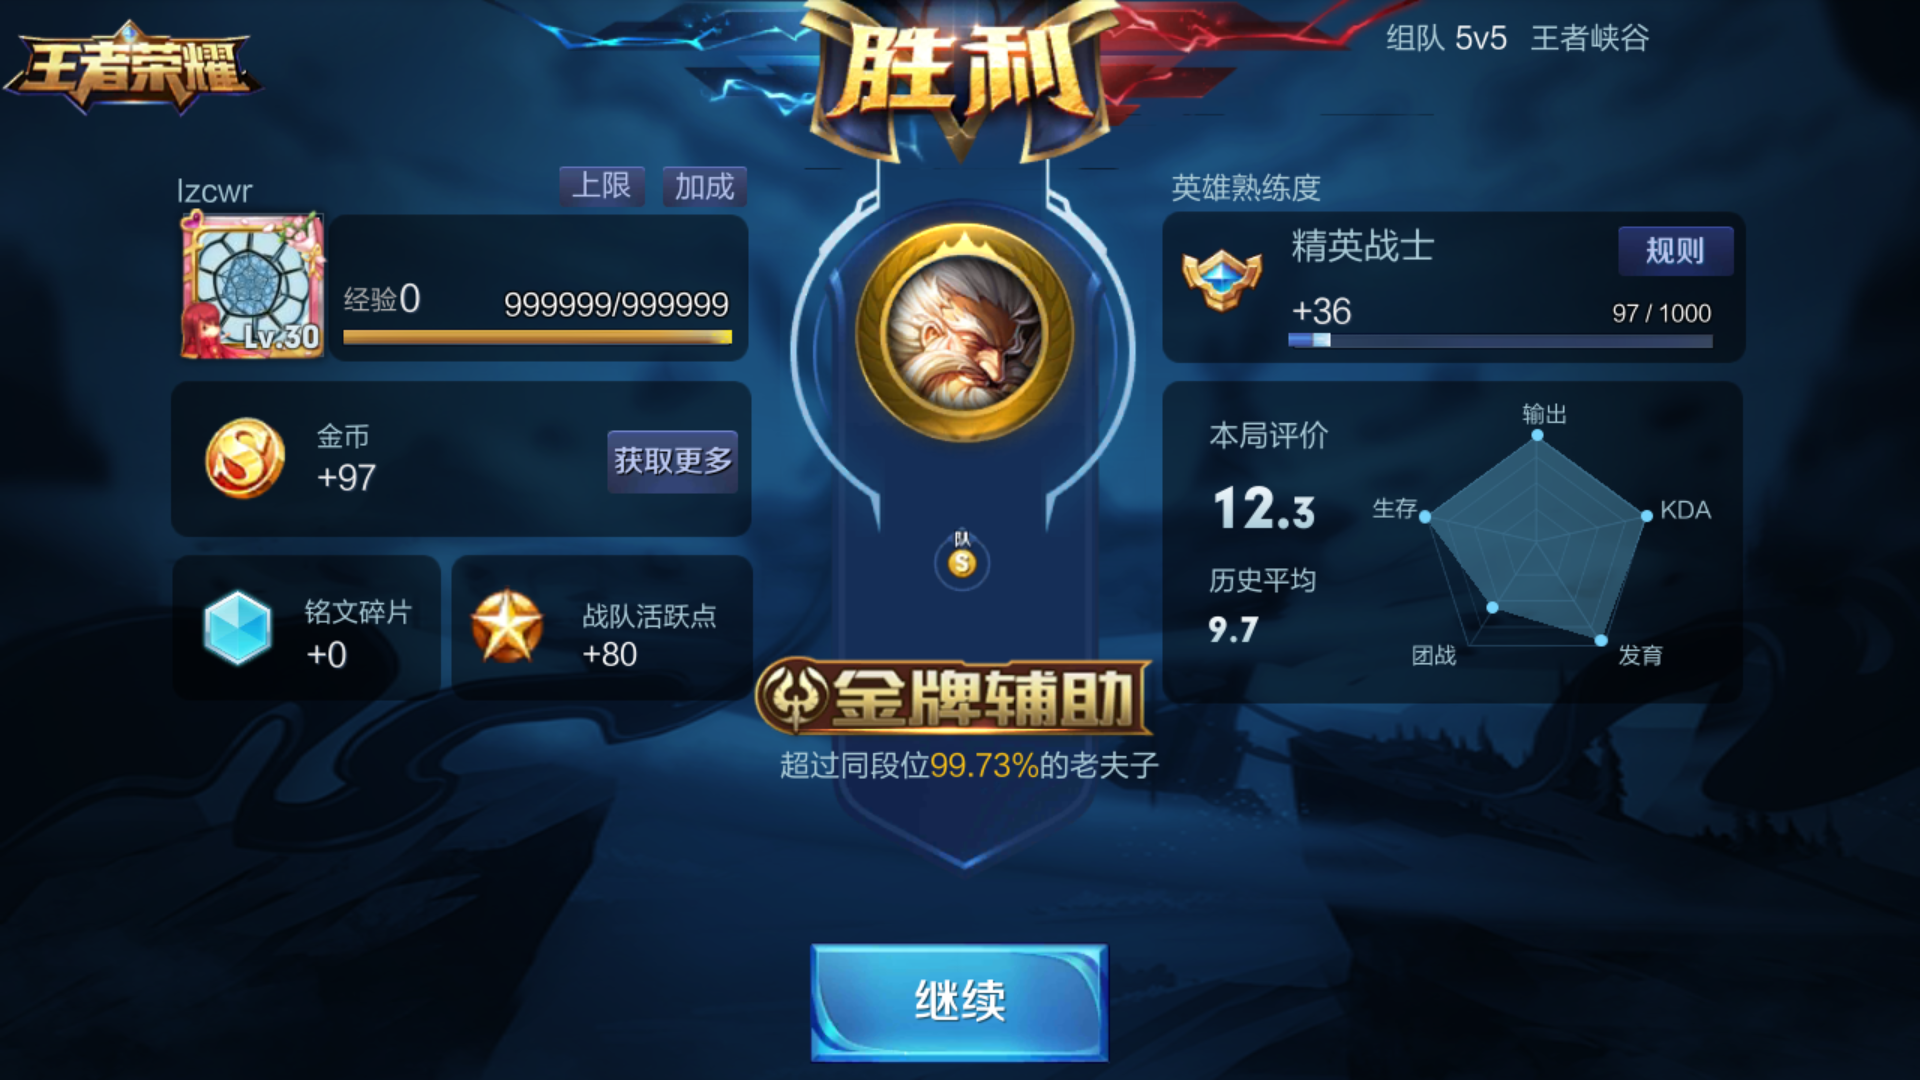 王者荣耀
胜利
组队 5v5 王者峡谷
lzcwr
上限
加成
Lv.30
经验0
999999/999999
金币
+97
获取更多
铭文碎片
+0
战队活跃点
+80
队
S
金牌辅助
超过同段位99.73%的老夫子
英雄熟练度
精英战士
规则
+36
97 / 1000
本局评价
12.3
历史平均
9.7
输出
生存
KDA
团战
发育
继续